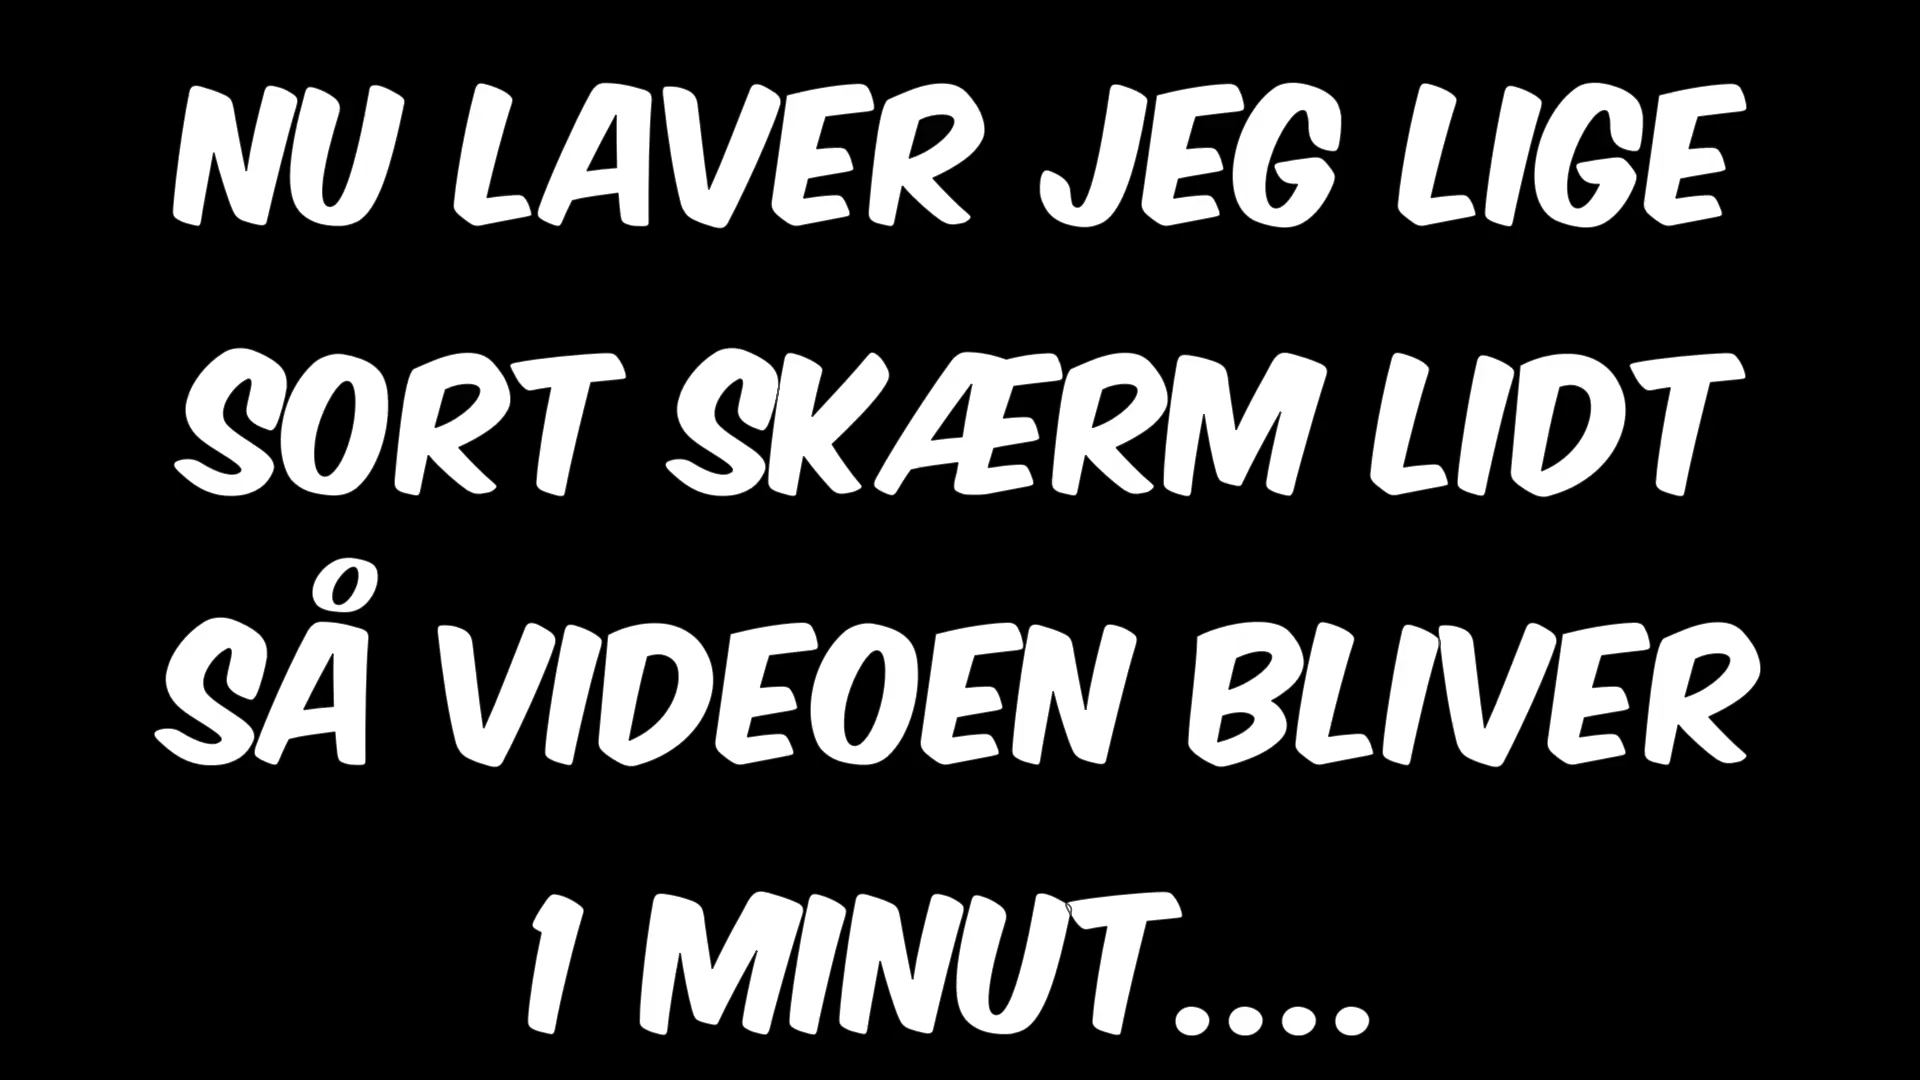 NU LAVER JEG LIGE
SORT SKÆRM LIDT
SÅ VIDEOEN BLIVER
1 MINUT....